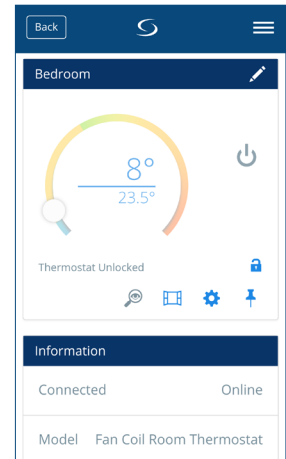 Back
Bedroom
8°
23.5°
Thermostat Unlocked
Information
Connected Online
Model Fan Coil Room Thermostat